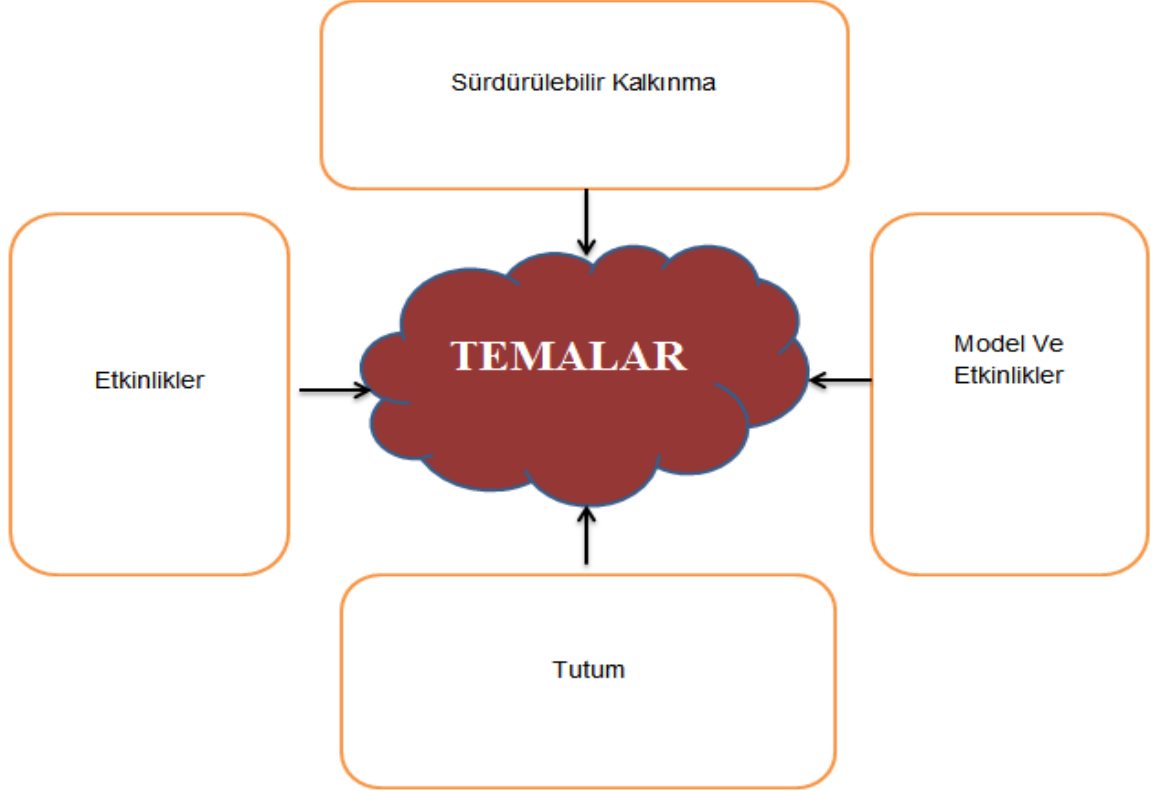 Sürdürülebilir Kalkınma
TEMALAR
Etkinlikler
Model Ve
Etkinlikler
Tutum